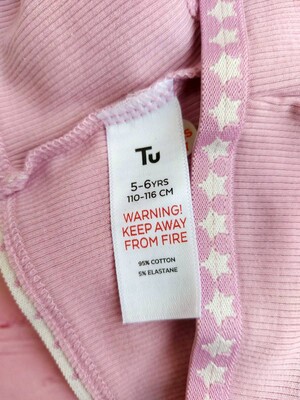 Tu
5-6YRS
110-116 CM
WARNING!
KEEP AWAY
FROM FIRE
95% COTTON
5% ELASTANE